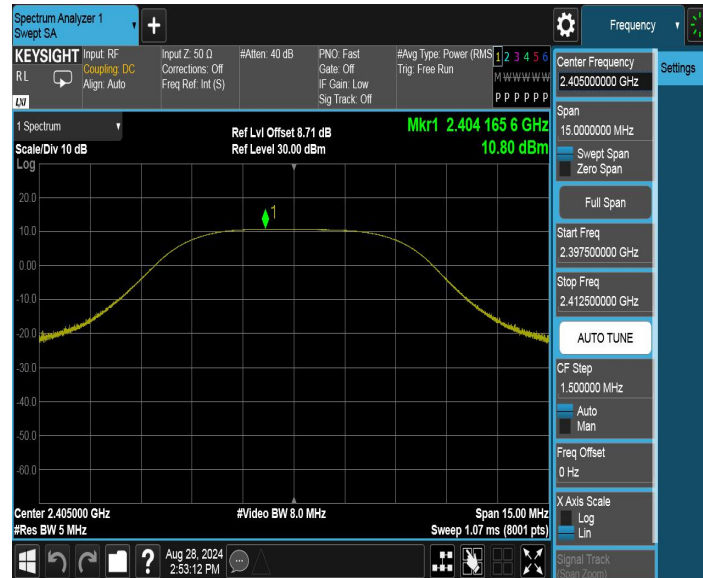 Spectrum Analyzer 1
Swept SA
+
Frequency
KEYSIGHT
RL
LXI
Input: RF
Coupling: DC
Align: Auto
Input Z: 50 Ω
Corrections: Off
Freq Ref: Int (S)
#Atten: 40 dB
PNO: Fast
Gate: Off
IF Gain: Low
Sig Track: Off
#Avg Type: Power (RMS
Trig: Free Run
1 2 3 4 5 6
M W W W W W
P P P P P P
1 Spectrum
Scale/Div 10 dB
Ref Lvl Offset 8.71 dB
Ref Level 30.00 dBm
Mkr1 2.404 165 6 GHz
10.80 dBm
Log
1
20.0
10.0
0.00
-10.0
-20.0
-30.0
-40.0
-50.0
-60.0
Center 2.405000 GHz
#Res BW 5 MHz
#Video BW 8.0 MHz
Span 15.00 MHz
Sweep 1.07 ms (8001 pts)
Aug 28, 2024
2:53:12 PM
?
Center Frequency
2.405000000 GHz
Settings
Span
15.0000000 MHz
Swept Span
Zero Span
Full Span
Start Freq
2.397500000 GHz
Stop Freq
2.412500000 GHz
AUTO TUNE
CF Step
1.500000 MHz
Auto
Man
Freq Offset
0 Hz
X Axis Scale
Log
Lin
Signal Track
(Span Zoom)